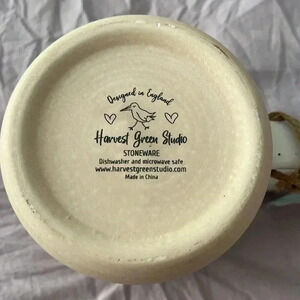 Designed in England
Harvest Green Studio
STONEWARE
Dishwasher and microwave safe
www.harvestgreenstudio.com
Made in China